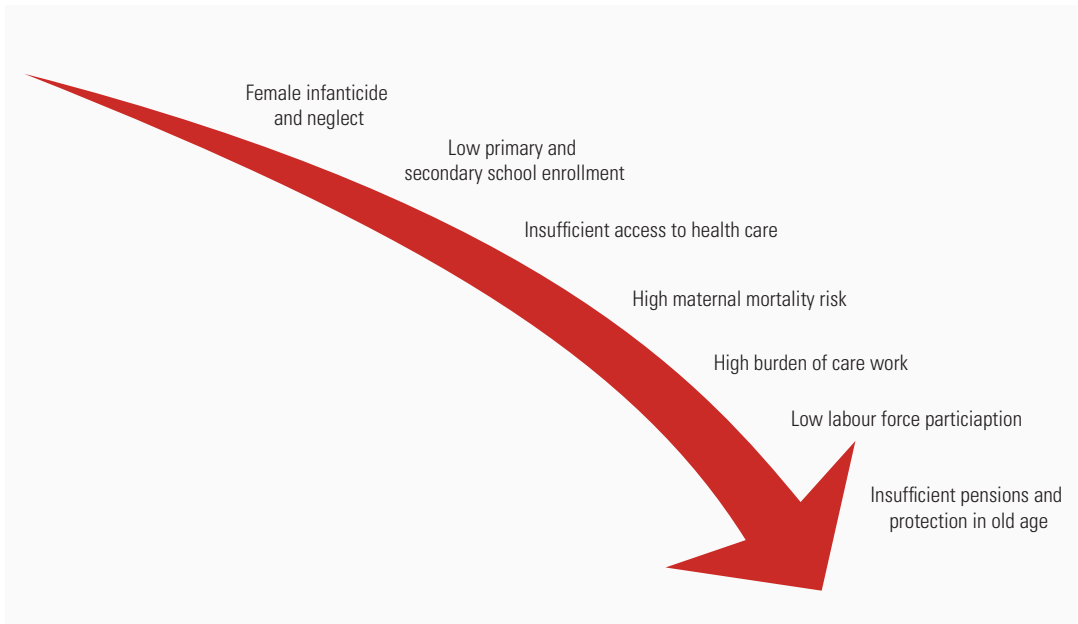 Female infanticide
and neglect
Low primary and
secondary school enrollment
Insufficient access to health care
High maternal mortality risk
High burden of care work
Low labour force particiaption
Insufficient pensions and
protection in old age